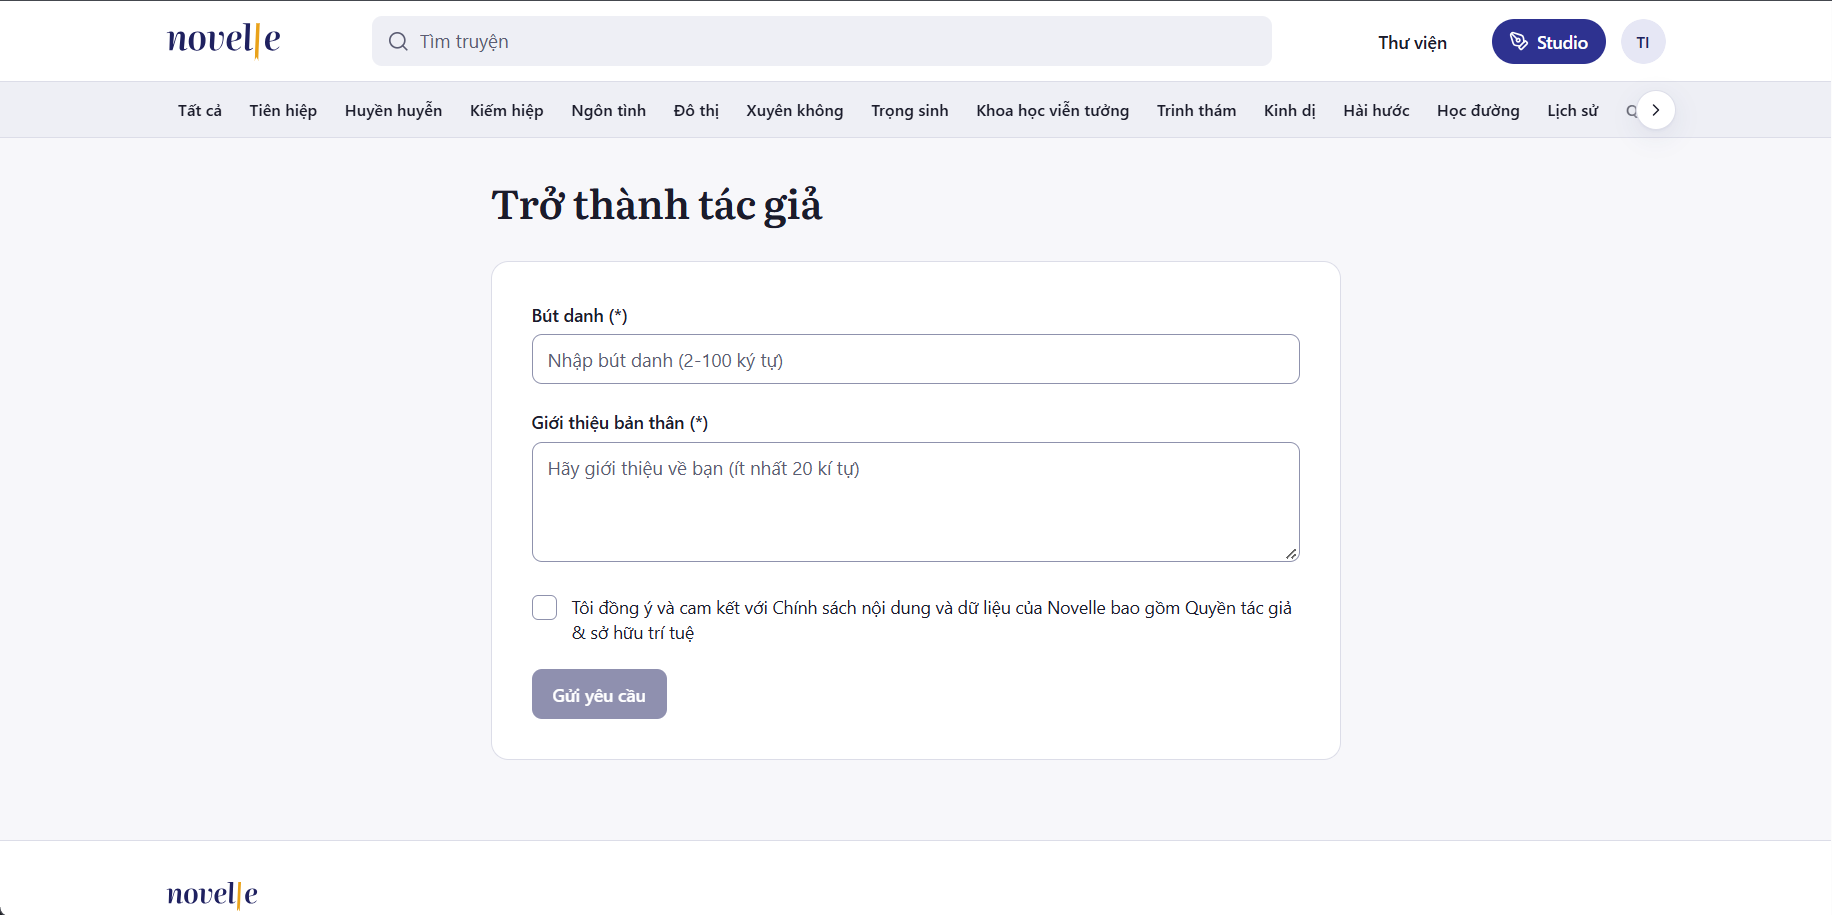 novelle
Tìm truyện
Thư viện
Studio
TI
Tất cả Tiên hiệp Huyền huyễn Kiếm hiệp Ngôn tình Đô thị Xuyên không Trọng sinh Khoa học viễn tưởng Trinh thám Kinh dị Hài hước Học đường Lịch sử
Trở thành tác giả
Bút danh (*)
Nhập bút danh (2-100 ký tự)
Giới thiệu bản thân (*)
Hãy giới thiệu về bạn (ít nhất 20 kí tự)
Tôi đồng ý và cam kết với Chính sách nội dung và dữ liệu của Novelle bao gồm Quyền tác giả
& sở hữu trí tuệ
Gửi yêu cầu
novelle